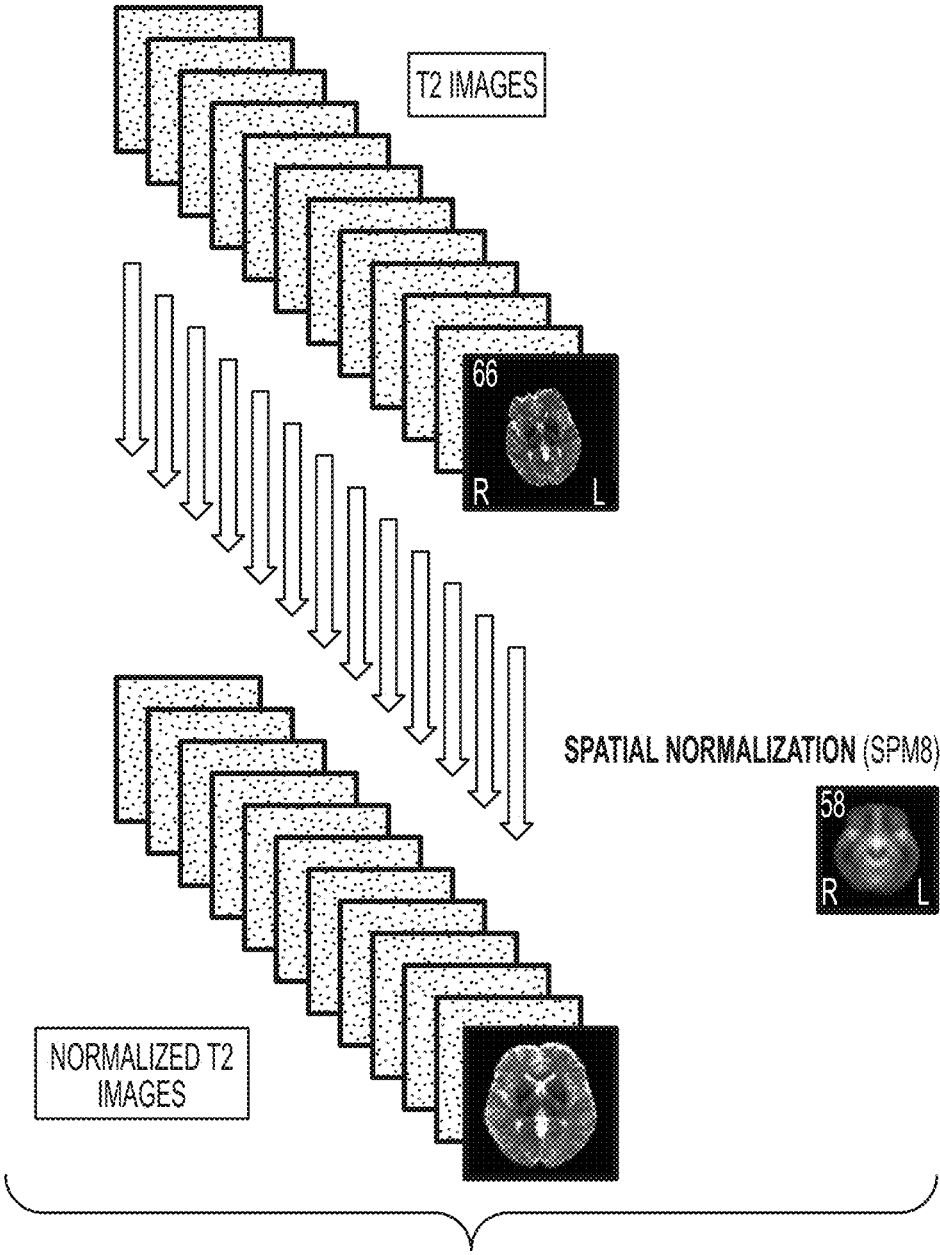 T2 IMAGES
66
R L
SPATIAL NORMALIZATION (SPM8)
58
R L
NORMALIZED T2
IMAGES